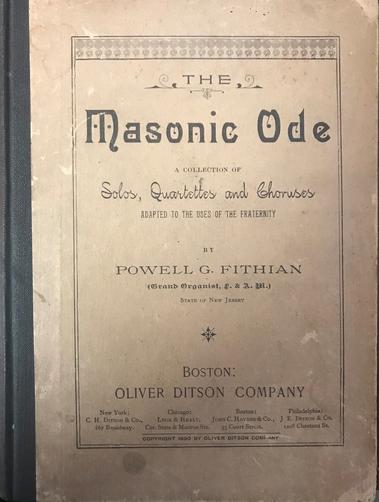 THE
Masonic Ode
A COLLECTION OF
Solos, Quartettes and Choruses
ADAPTED TO THE USES OF THE FRATERNITY
BY
POWELL G. FITHIAN
(Grand Organist, F. & A. M.)
STATE OF NEW JERSEY
BOSTON:
OLIVER DITSON COMPANY
New York: Chicago: Boston: Philadelphia:
C. H. DITSON & CO., LYON & HEALY, JOHN C. HAYNES & CO., J. E. DITSON & CO.
867 Broadway. Cor. State & Monroe Sts. 33 Court Street. 1228 Chestnut St.
COPYRIGHT 1890 BY OLIVER DITSON COMPANY